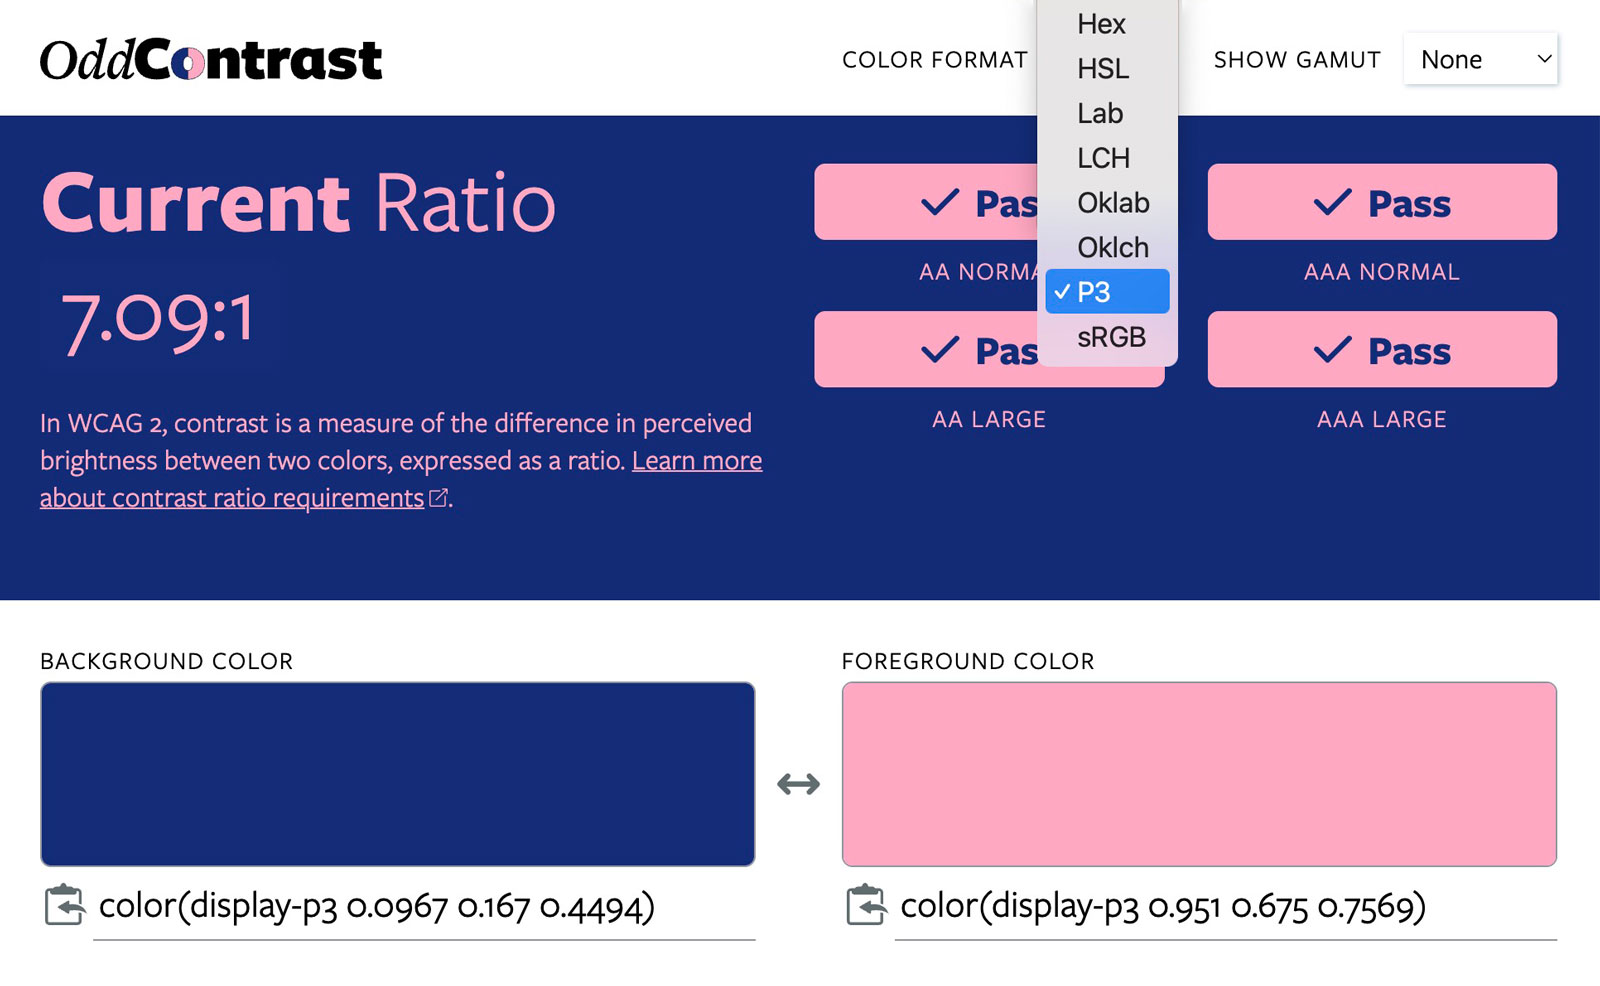 OddContrast
COLOR FORMAT
Hex
HSL
Lab
LCH
Oklab
Oklch
✓ P3
sRGB
SHOW GAMUT
None
Current Ratio
7.09:1
In WCAG 2, contrast is a measure of the difference in perceived
brightness between two colors, expressed as a ratio. Learn more
about contrast ratio requirements.
Pas
AA NORMA
Pass
AAA NORMAL
Pas
AA LARGE
Pass
AAA LARGE
BACKGROUND COLOR
color(display-p3 0.0967 0.167 0.4494)
FOREGROUND COLOR
color(display-p3 0.951 0.675 0.7569)